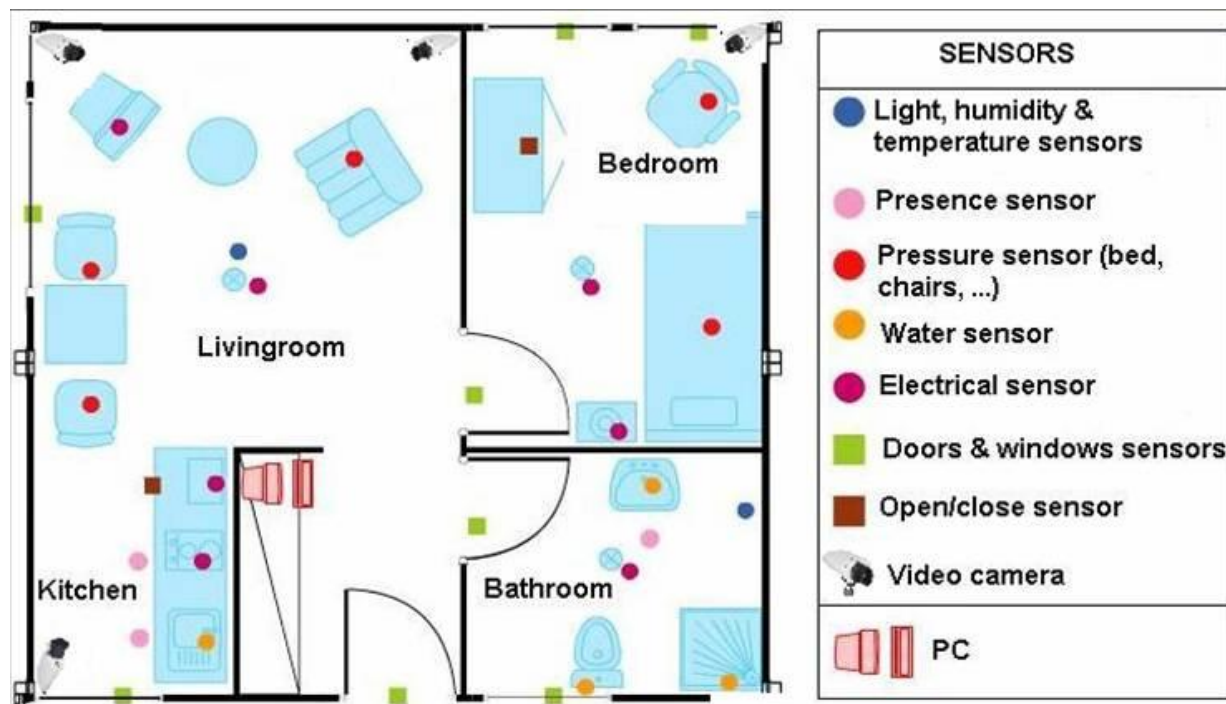 SENSORS
Light, humidity &
temperature sensors
Bedroom
Presence sensor
Pressure sensor (bed,
chairs, ...)
Water sensor
Livingroom
Electrical sensor
Doors & windows sensors
Open/close sensor
Kitchen
Bathroom
Video camera
PC